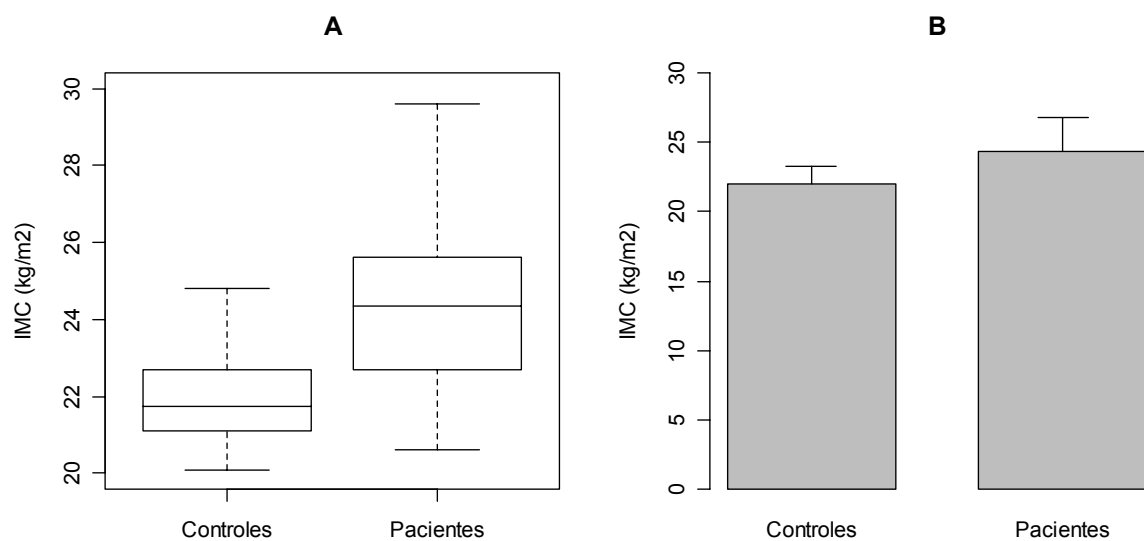 A
IMC (kg/m2)
30
28
26
24
22
20
Controles
Pacientes
B
IMC (kg/m2)
30
25
20
15
10
5
0
Controles
Pacientes